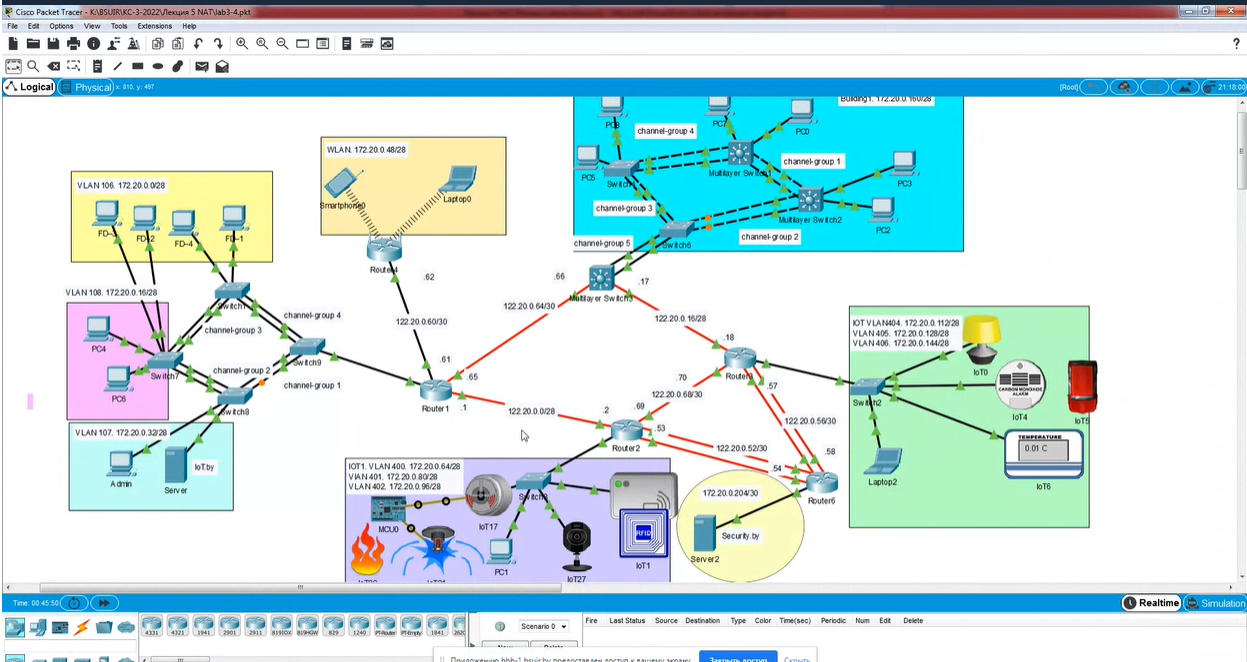 Cisco Packet Tracer - K:\BSUIR\KC-3-2022\Лекция 5 NAT\lab3-4.pkt
File Edit Options View Tools Extensions Help
?
Logical
Physical x: 810, y: 497
[Root]
21:18:00
Building1. 172.20.0.160/28
PC8
channel-group 4
PC7
PC0
PC5
channel-group 1
Multilayer Switch1
PC3
channel-group 3
Multilayer Switch2
PC2
channel-group 2
channel-group 5
Switch6
WLAN. 172.20.0.48/28
Smartphone0
Laptop0
Router4
.62
VLAN 106. 172.20.0.0/28
FD-3
FD-2
FD-4
FD-1
.66
.17
Multilayer Switch3
122.20.0.64/30
122.20.0.16/28
VLAN 108. 172.20.0.16/28
Switch1
channel-group 4
channel-group 3
122.20.0.60/30
.18
PC4
Switch7
Switch9
channel-group 2
channel-group 1
.61
.65
PC6
Switch8
Router1
.1
122.20.0.0/28
.2
.70
122.20.0.68/30
.69
.57
.53
Router2
122.20.0.56/30
122.20.0.52/30
.58
.54
Router6
IOT VLAN404. 172.20.0.112/28
VLAN 405. 172.20.0.128/28
VLAN 406. 172.20.0.144/28
IoT0
CARBON MONOXIDE
ALARM
Switch2
IoT4
IoT5
TEMPERATURE
0.01 C
Laptop2
IoT6
VLAN 107. 172.20.0.32/28
Admin
IoT.by
Server
IOT1. VLAN 400. 172.20.0.64/28
VlAN 401. 172.20.0.80/28
VLAN 402. 172.20.0.96/28
MCU0
IoT17
PC1
IoT27
RFID
IoT1
172.20.0.204/30
Security.by
Server2
Time: 00:45:50
Realtime
Simulation
4331 4321 1941 2901 2911 819IOX 819HGW 829 1240 PT-Router PT-Empty 1841
Scenario 0
New Delete
Fire Last Status Source Destination Type Color Time(sec) Periodic Num Edit Delete
Приложению bbb-1.bsuir.by предоставлен доступ к вашему экрану.
Закрыть доступ
Скрыть